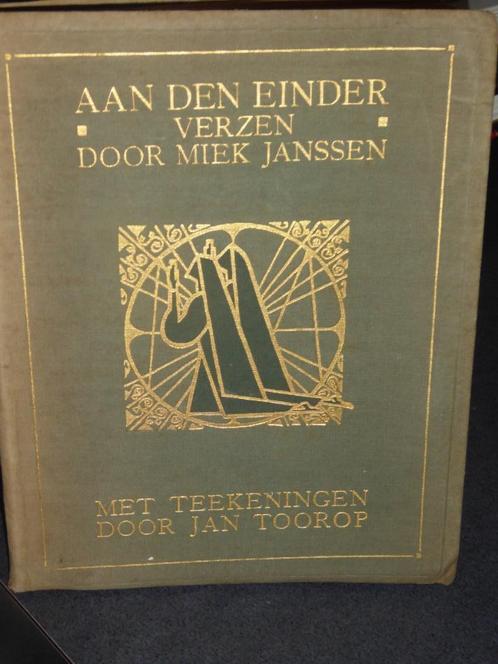 AAN DEN EINDER
VERZEN
DOOR MIEK JANSSEN
MET TEEKENINGEN
DOOR JAN TOOROP